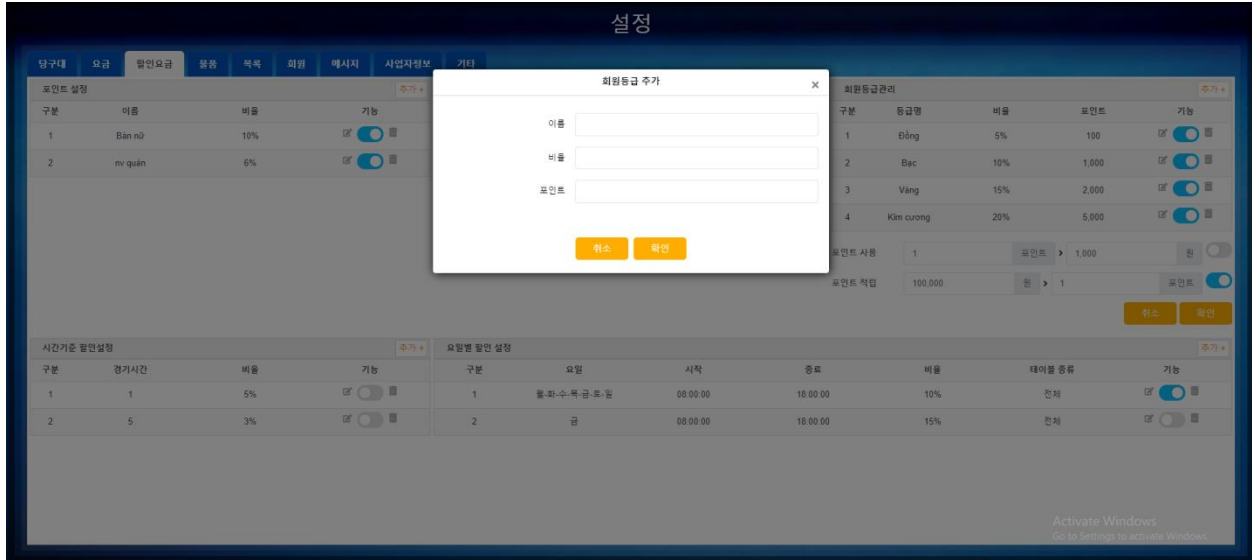 설정
당구대 요금 할인요금 물품 목록 회원 메시지 사업자정보 기타
포인트 설정 추가 +
구분 이름 비율 기능
1 Bàn nữ 10%
2 nv quán 6%
회원등급 추가 ×
이름
비율
포인트
취소 확인
회원등급관리 추가 +
구분 등급명 비율 포인트 기능
1 Đồng 5% 100
2 Bạc 10% 1,000
3 Vàng 15% 2,000
4 Kim cương 20% 5,000
포인트 사용 1 포인트 > 1,000 원
포인트 적립 100,000 원 > 1 포인트
취소 확인
시간기준 할인설정 추가 +
구분 경기시간 비율 기능
1 1 5%
2 5 3%
요일별 할인 설정 추가 +
구분 요일 시작 종료 비율 테이블 종류 기능
1 월-화-수-목-금-토-일 08:00:00 18:00:00 10% 전체
2 금 08:00:00 18:00:00 15% 전체
Activate Windows
Go to Settings to activate Windows.